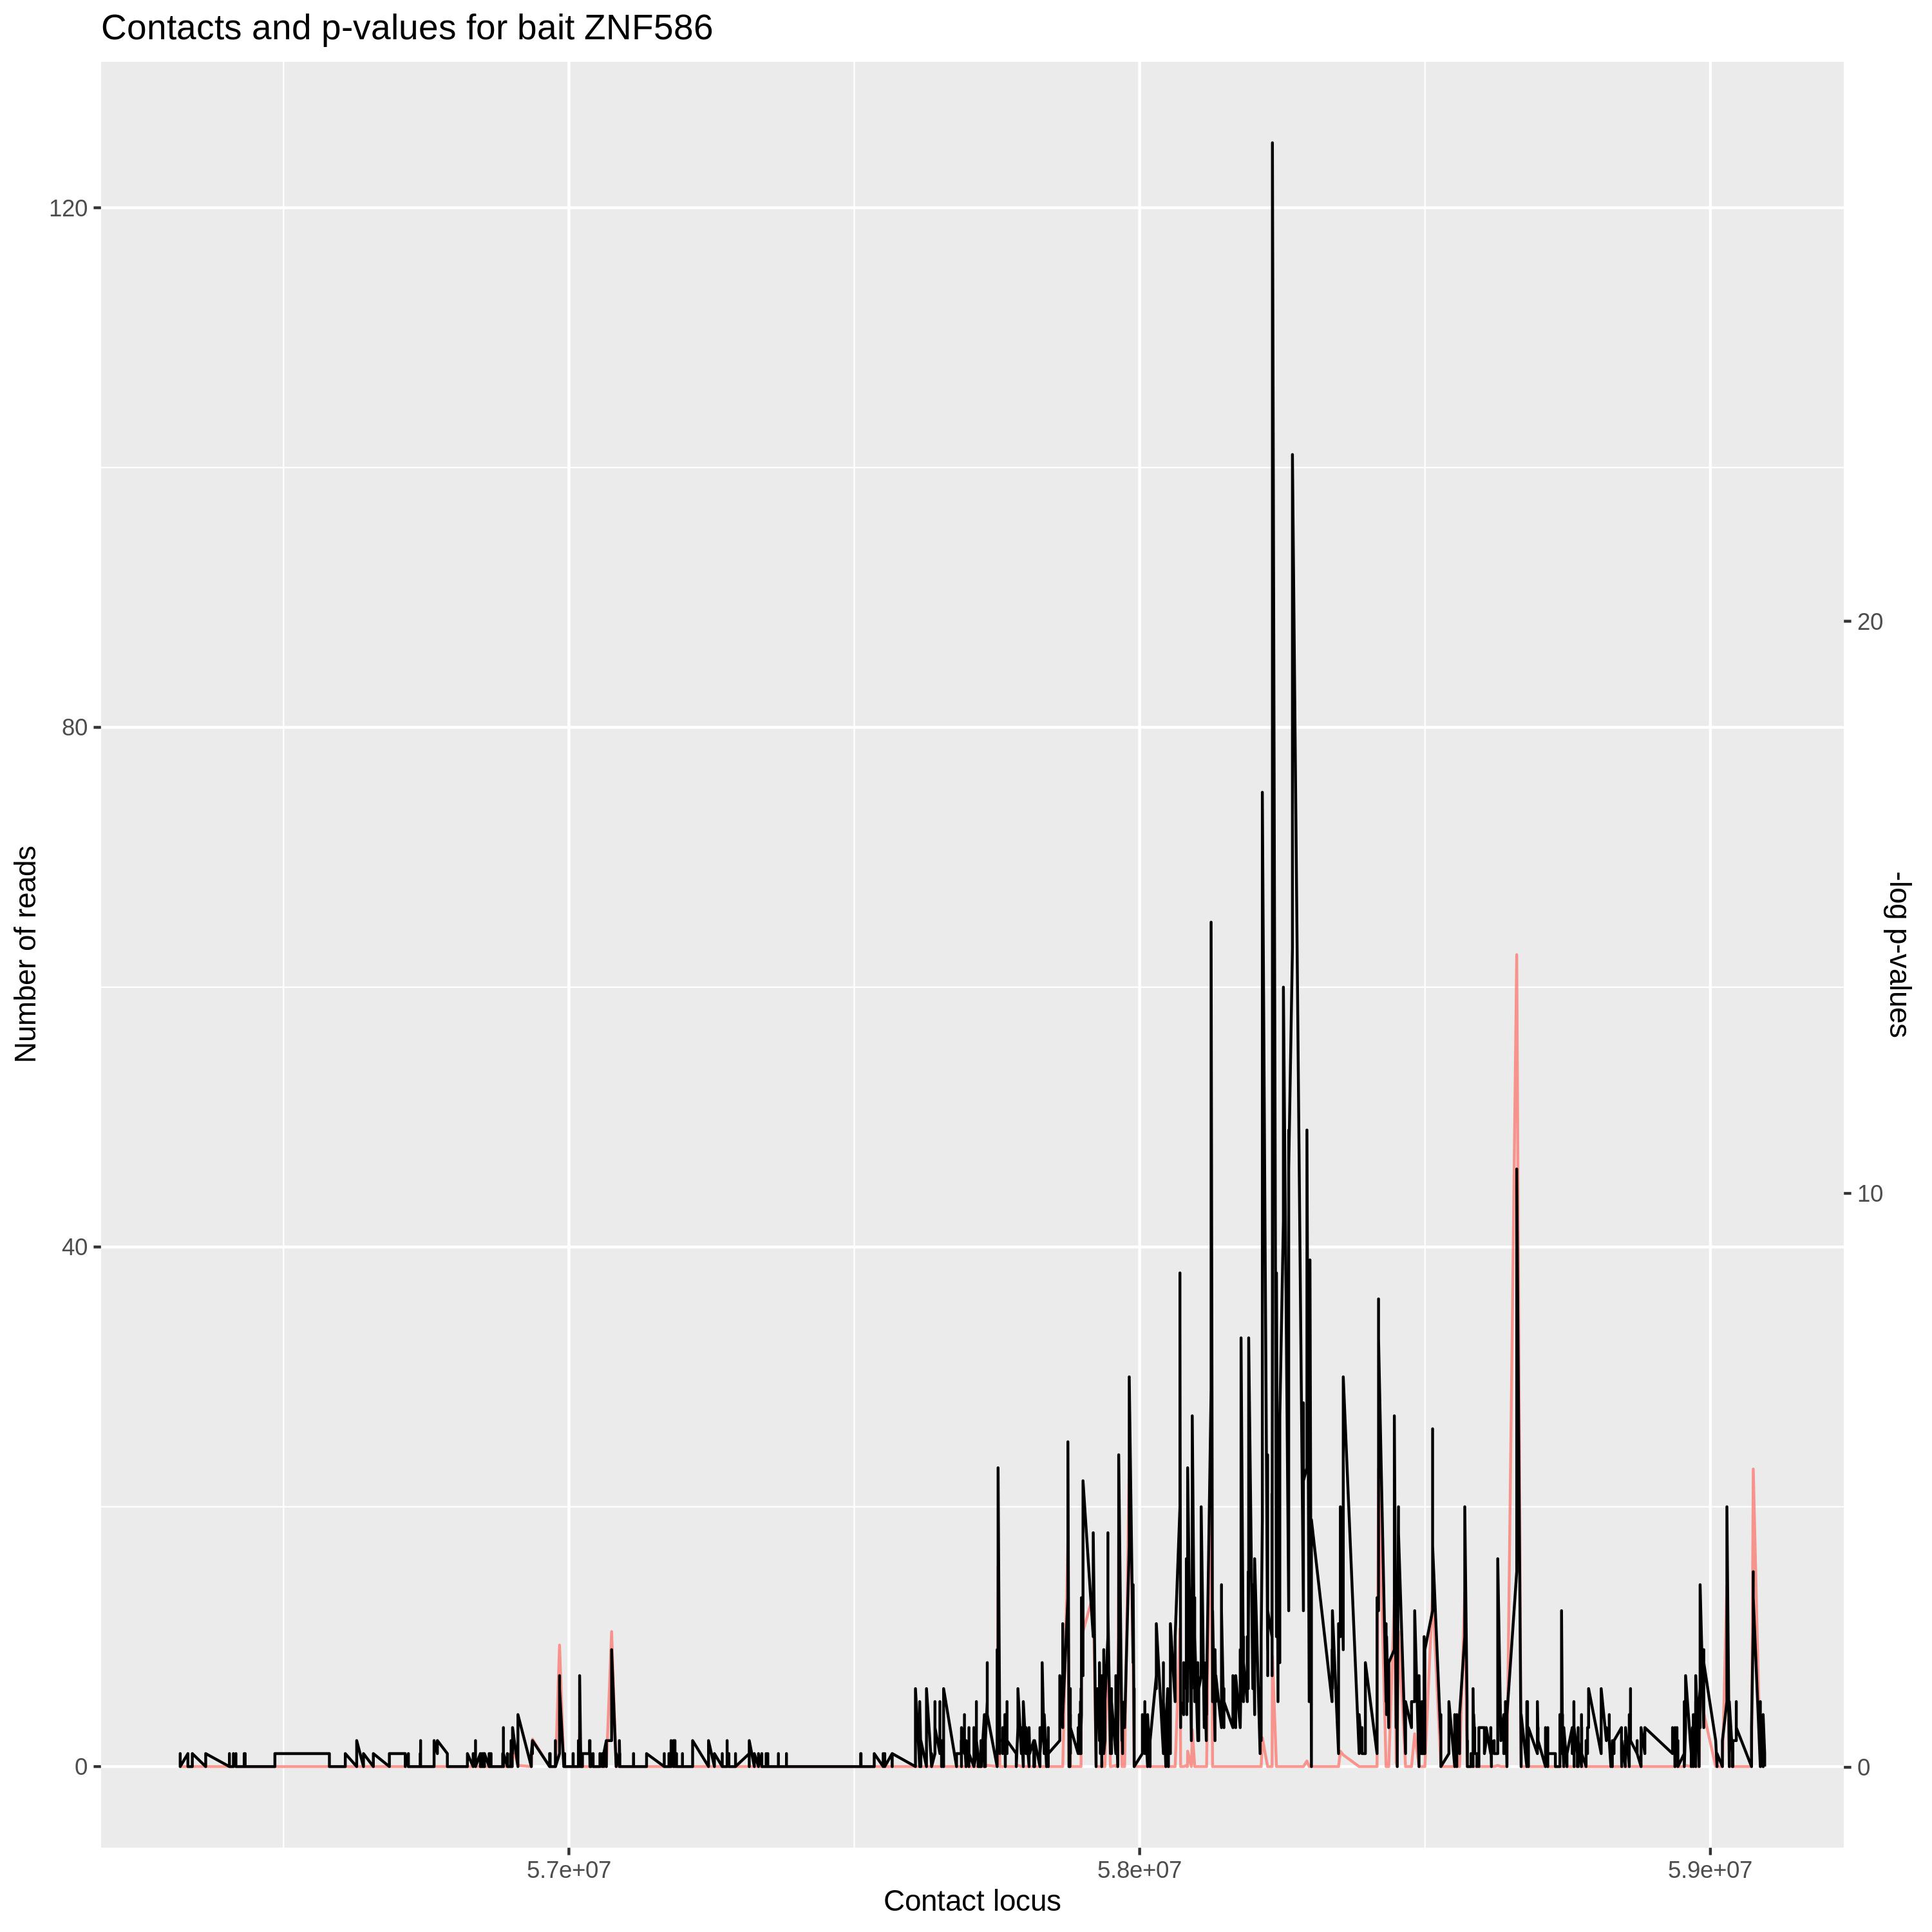 Contacts and p-values for bait ZNF586
120
80
40
0
Number of reads
20
10
0
-log p-values
5.7e+07
5.8e+07
5.9e+07
Contact locus